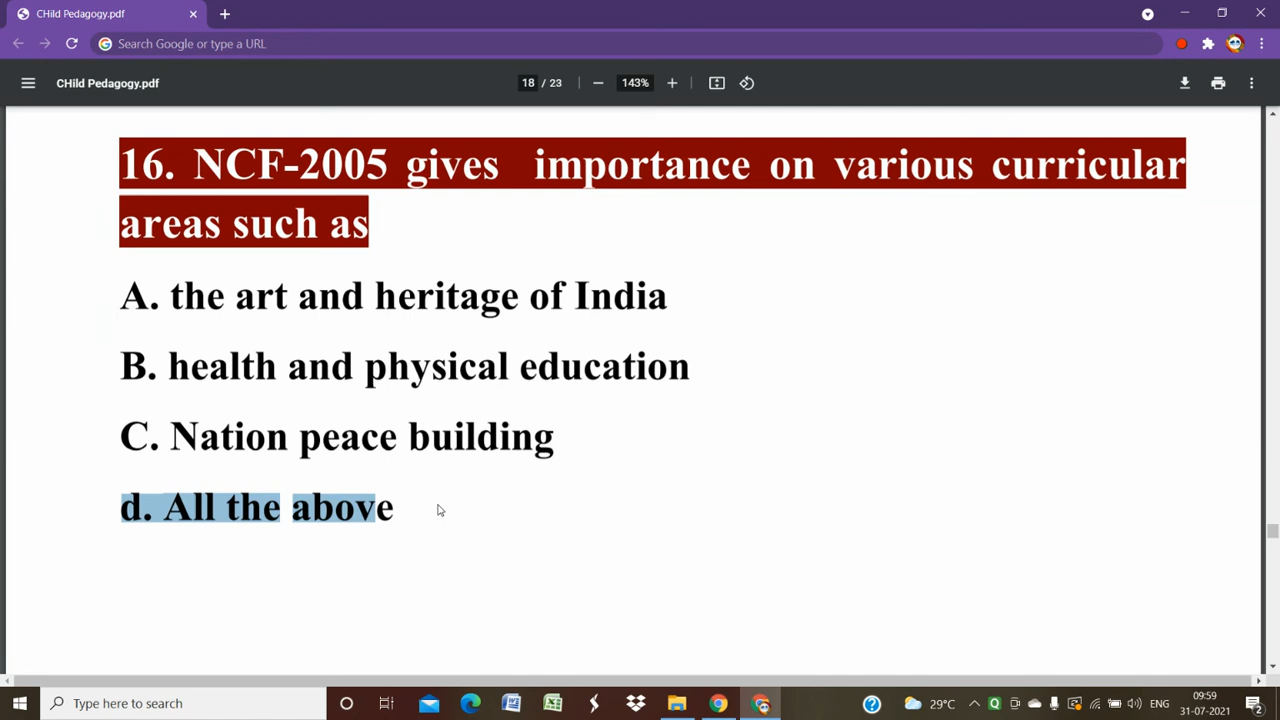 CHild Pedagogy.pdf
Search Google or type a URL
CHild Pedagogy.pdf
18 / 23
143%
16. NCF-2005 gives importance on various curricular
areas such as
A. the art and heritage of India
B. health and physical education
C. Nation peace building
d. All the above
Type here to search
29°C
ENG
09:59
31-07-2021
2